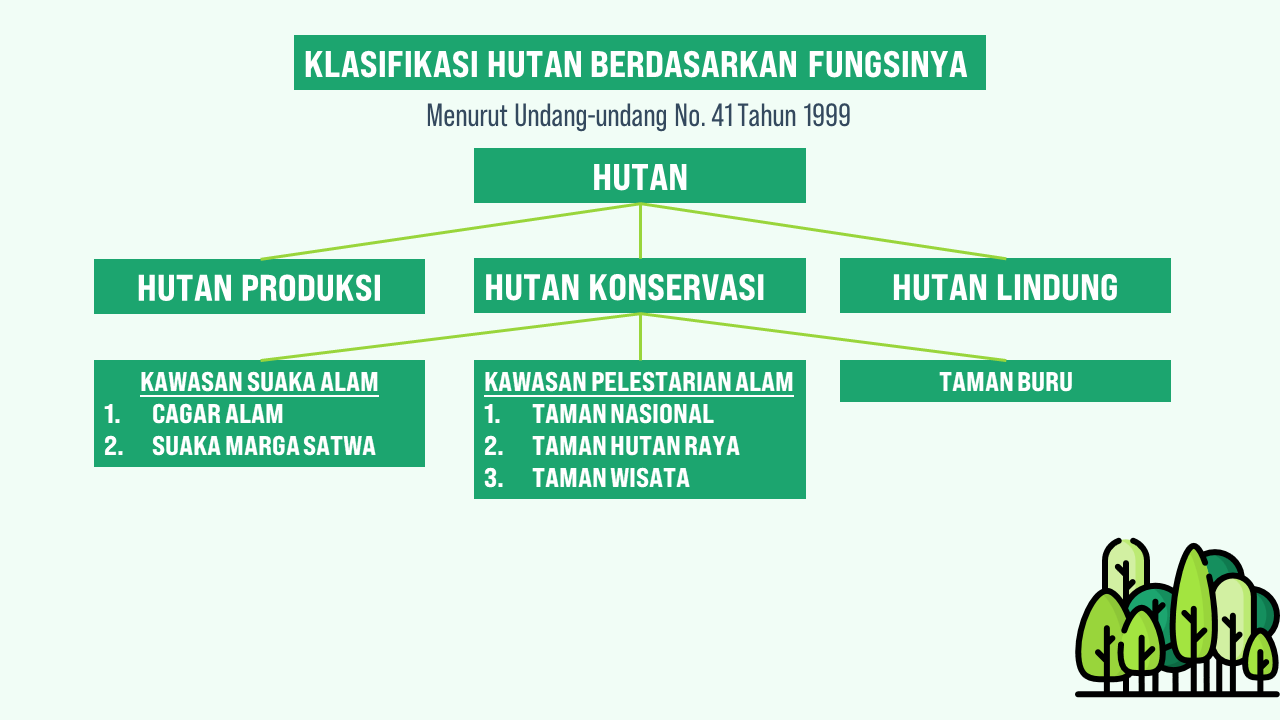 KLASIFIKASI HUTAN BERDASARKAN FUNGSINYA
Menurut Undang-undang No. 41 Tahun 1999
HUTAN
HUTAN PRODUKSI
HUTAN KONSERVASI
HUTAN LINDUNG
KAWASAN SUAKA ALAM
1. CAGAR ALAM
2. SUAKA MARGA SATWA
KAWASAN PELESTARIAN ALAM
1. TAMAN NASIONAL
2. TAMAN HUTAN RAYA
3. TAMAN WISATA
TAMAN BURU